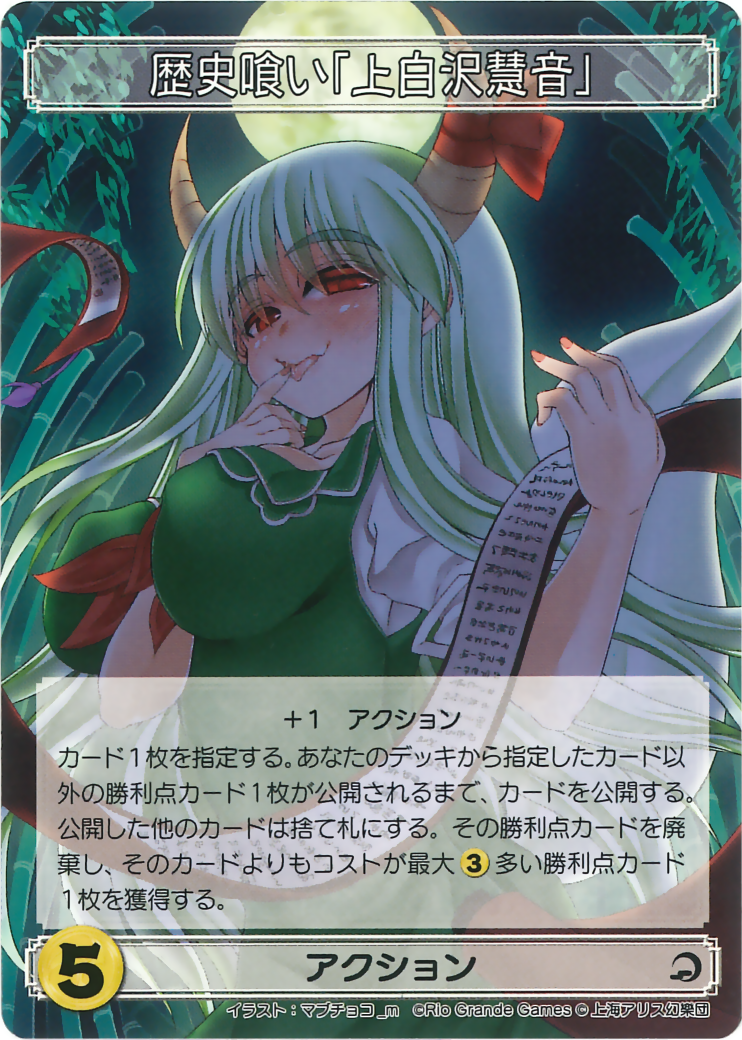 歴史喰い「上白沢慧音」
+1 アクション
カード1枚を指定する。あなたのデッキから指定したカード以
外の勝利点カード1枚が公開されるまで、カードを公開する。
公開した他のカードは捨て札にする。その勝利点カードを廃
棄し、そのカードよりもコストが最大 3 多い勝利点カード
1枚を獲得する。
5
アクション
イラスト：マブチョコ_m ©Rio Grande Games © 上海アリス幻樂団